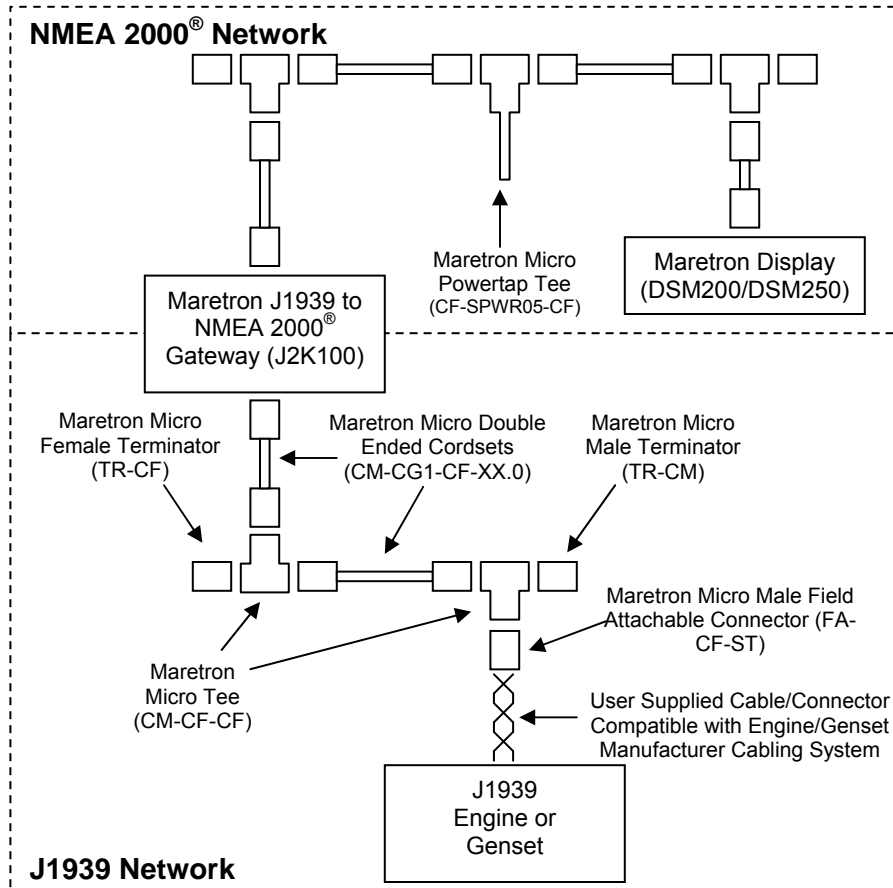 NMEA 2000® Network
Maretron Micro
Powertap Tee
(CF-SPWR05-CF)
Maretron Display
(DSM200/DSM250)
Maretron J1939 to
NMEA 2000®
Gateway (J2K100)
Maretron Micro
Female Terminator
(TR-CF)
Maretron Micro Double
Ended Cordsets
(CM-CG1-CF-XX.0)
Maretron Micro
Male Terminator
(TR-CM)
Maretron Micro Male Field
Attachable Connector (FA-
CF-ST)
Maretron
Micro Tee
(CM-CF-CF)
User Supplied Cable/Connector
Compatible with Engine/Genset
Manufacturer Cabling System
J1939
Engine or
Genset
J1939 Network